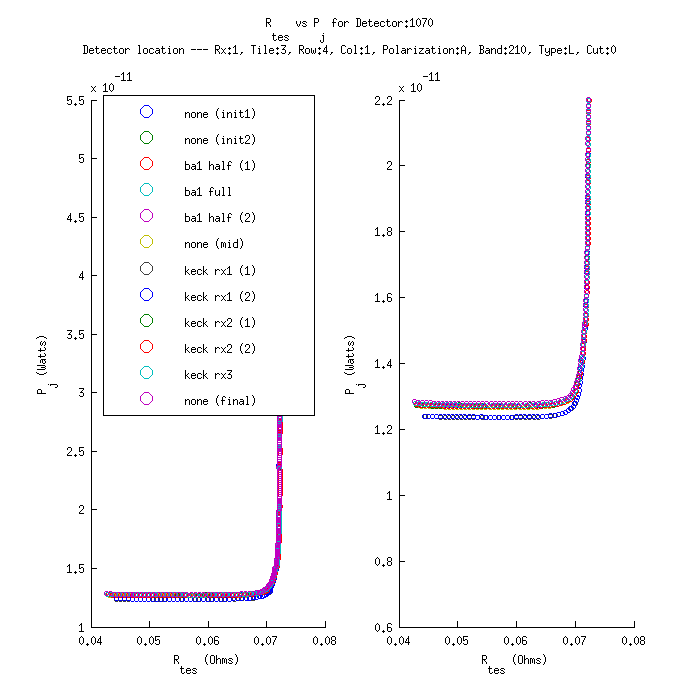 R tes vs P j for Detector:1070
Detector location --- Rx:1, Tile:3, Row:4, Col:1, Polarization:A, Band:210, Type:L, Cut:0
x 10 -11
5.5
5
4.5
4
3.5
3
2.5
2
1.5
1
P j (Watts)
none (init1)
none (init2)
ba1 half (1)
ba1 full
ba1 half (2)
none (mid)
keck rx1 (1)
keck rx1 (2)
keck rx2 (1)
keck rx2 (2)
keck rx3
none (final)
0.04 0.05 0.06 0.07 0.08
R tes (Ohms)
x 10 -11
2.2
2
1.8
1.6
1.4
1.2
1
0.8
0.6
P j (Watts)
0.04 0.05 0.06 0.07 0.08
R tes (Ohms)